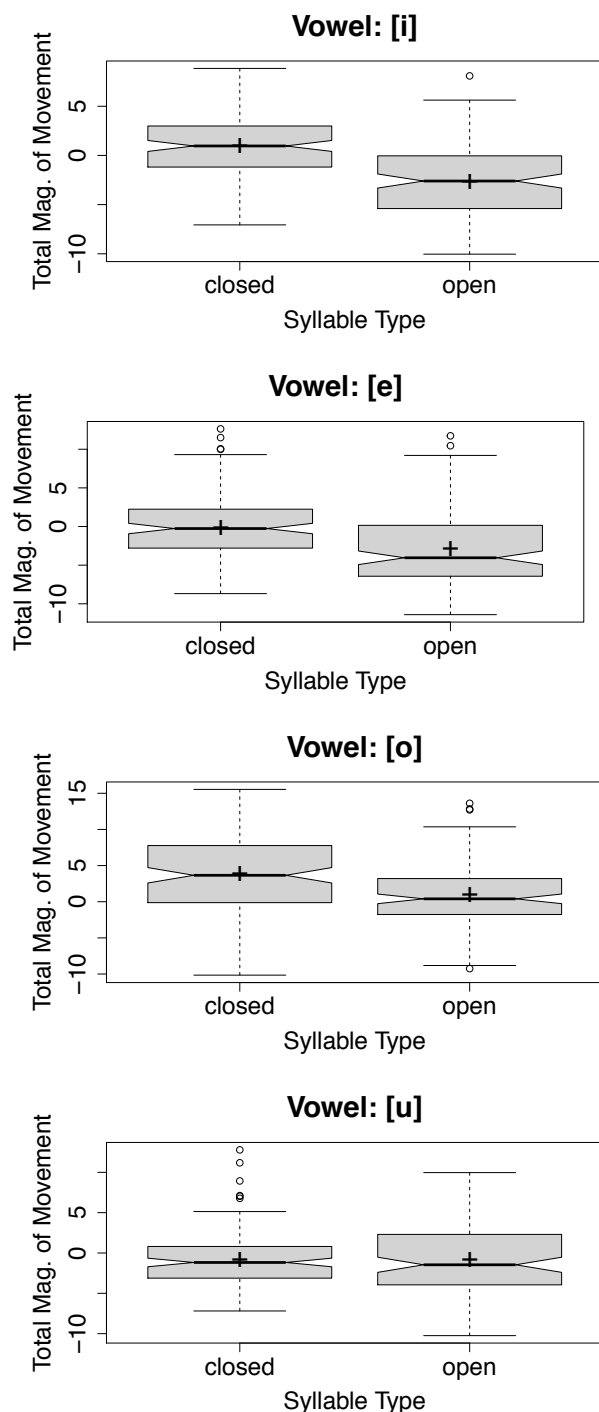 Vowel: [i]
Total Mag. of Movement
5
0
−10
closed open
Syllable Type
Vowel: [e]
Total Mag. of Movement
5
0
−10
closed open
Syllable Type
Vowel: [o]
Total Mag. of Movement
15
5
0
−10
closed open
Syllable Type
Vowel: [u]
Total Mag. of Movement
5
0
−10
closed open
Syllable Type